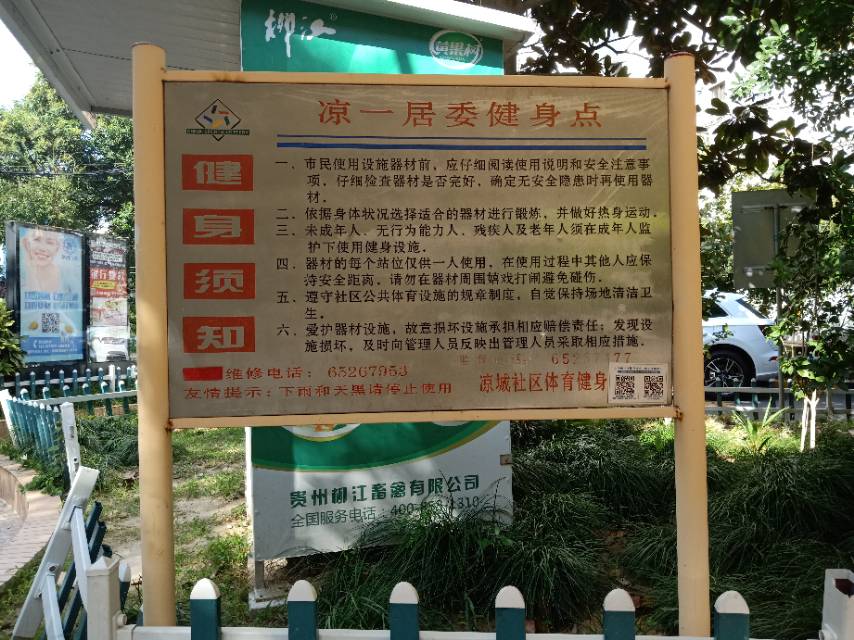 柳江
黄果树
凉一居委健身点
健身须知
一、市民使用设施器材前，应仔细阅读使用说明和安全注意事
项，仔细检查器材是否完好，确定无安全隐患时再使用器
材．
二、依据身体状况选择适合的器材进行锻炼，并做好热身运动．
三、未成年人、无行为能力人、残疾人及老年人须在成年人监
护下使用健身设施．
四、器材的每个站位仅供一人使用，在使用过程中其他人应保
持安全距离，请勿在器材周围嬉戏打闹避免碰伤．
五、遵守社区公共体育设施的规章制度，自觉保持场地清洁卫
生．
六、爱护器材设施，故意损坏设施承担相应赔偿责任；发现设
施损坏，及时向管理人员反映出管理人员采取相应措施．
维修电话：65267953
友情提示：下雨和天黑请停止使用
凉城社区体育健身
贵州柳江畜禽有限公司
全国服务电话：400-
1310